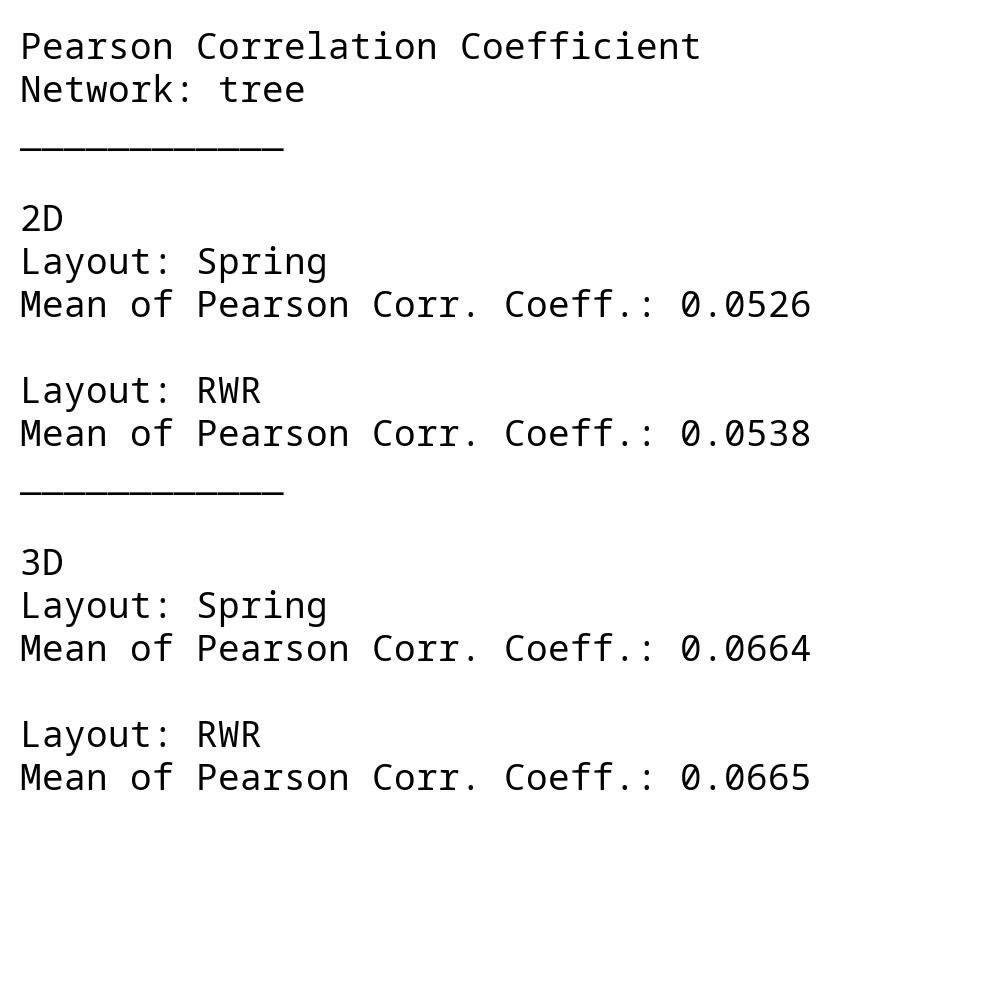 Pearson Correlation Coefficient
Network: tree
____________
2D
Layout: Spring
Mean of Pearson Corr. Coeff.: 0.0526
Layout: RWR
Mean of Pearson Corr. Coeff.: 0.0538
____________
3D
Layout: Spring
Mean of Pearson Corr. Coeff.: 0.0664
Layout: RWR
Mean of Pearson Corr. Coeff.: 0.0665